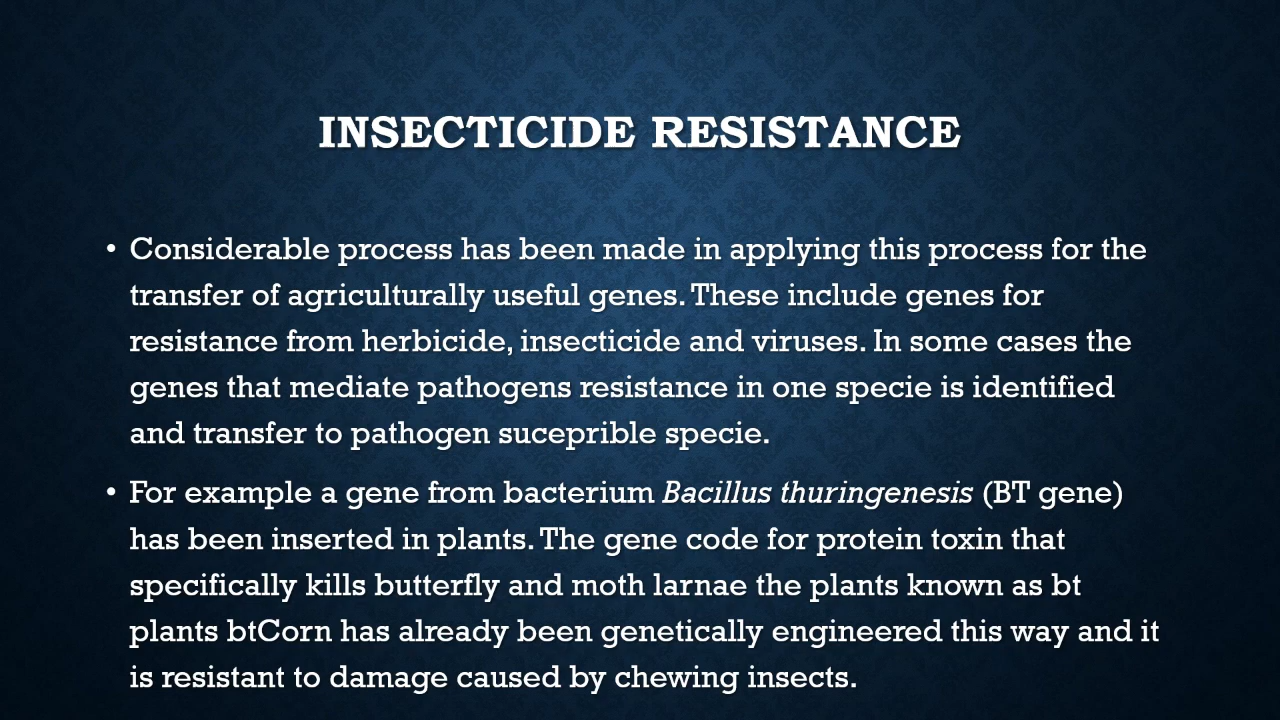 INSECTICIDE RESISTANCE
• Considerable process has been made in applying this process for the
transfer of agriculturally useful genes. These include genes for
resistance from herbicide, insecticide and viruses. In some cases the
genes that mediate pathogens resistance in one specie is identified
and transfer to pathogen suceprible specie.
• For example a gene from bacterium Bacillus thuringenesis (BT gene)
has been inserted in plants. The gene code for protein toxin that
specifically kills butterfly and moth larnae the plants known as bt
plants btCorn has already been genetically engineered this way and it
is resistant to damage caused by chewing insects.